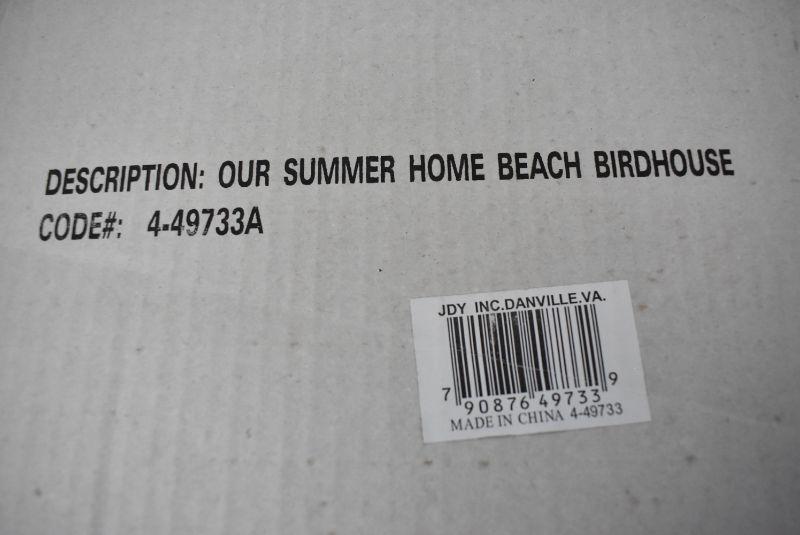 DESCRIPTION: OUR SUMMER HOME BEACH BIRDHOUSE
CODE#: 4-49733A
JDY INC.DANVILLE.VA.
7 90876 49733 9
MADE IN CHINA 4-49733